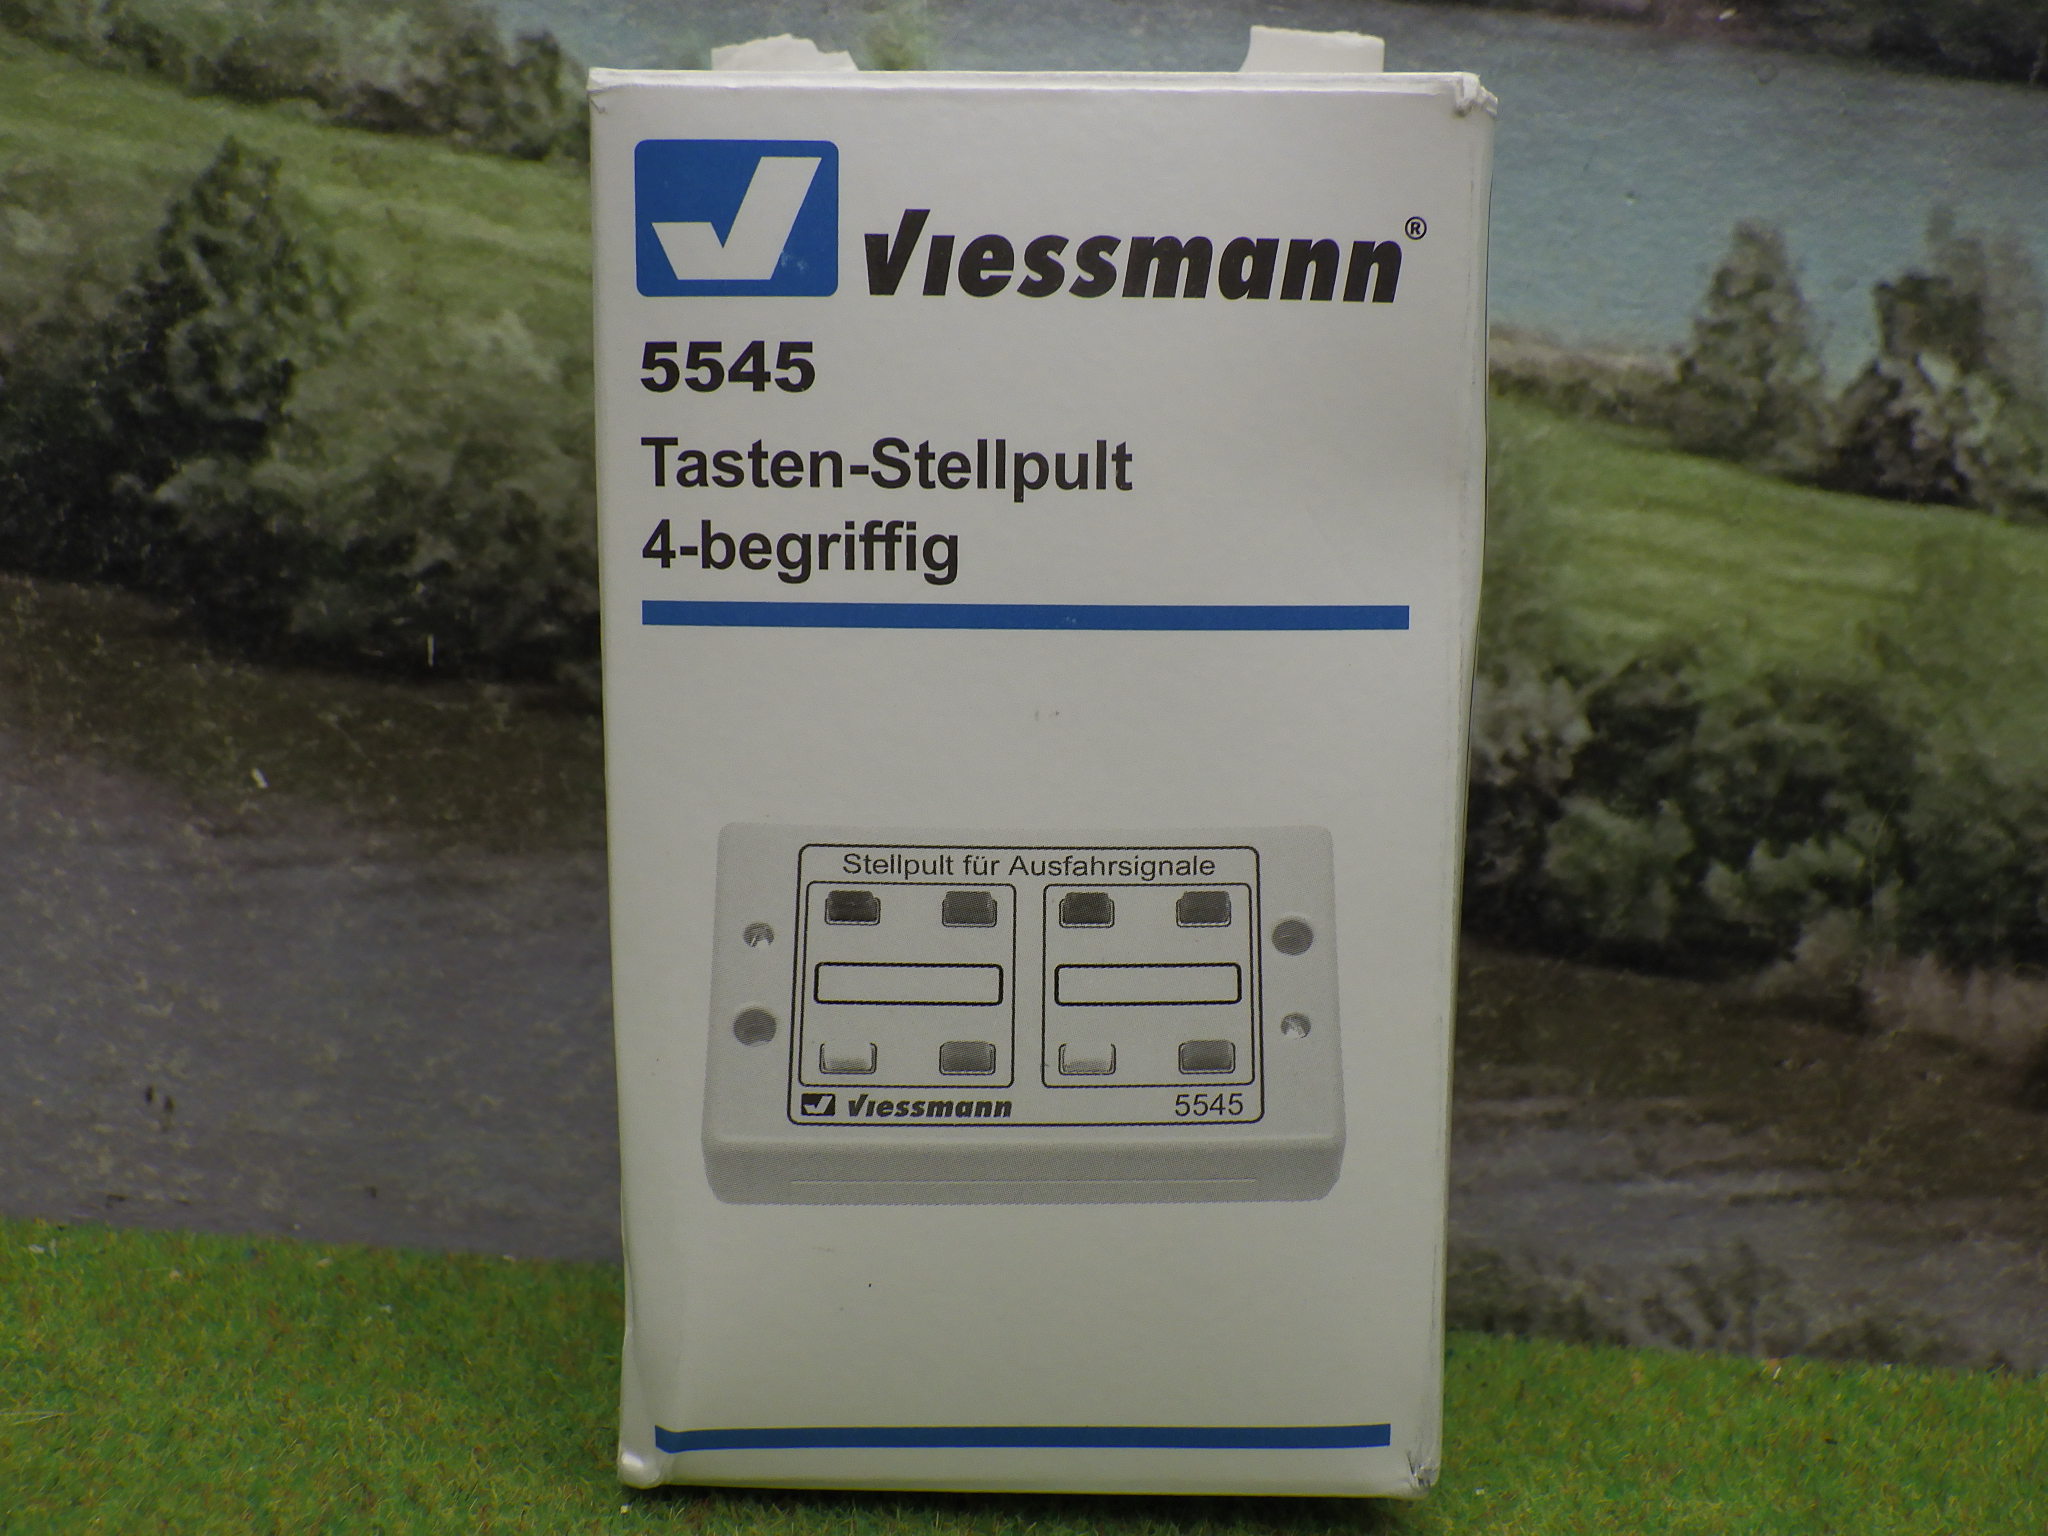 Viessmann®
5545
Tasten-Stellpult
4-begriffig
Stellpult für Ausfahrsignale
Viessmann 5545